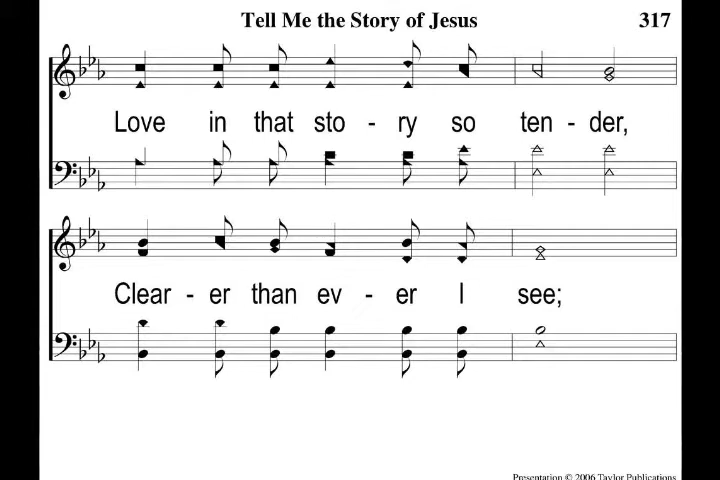 Tell Me the Story of Jesus 317
Love in that sto - ry so ten - der,
Clear - er than ev - er I see;
Presentation © 2006 Taylor Publications